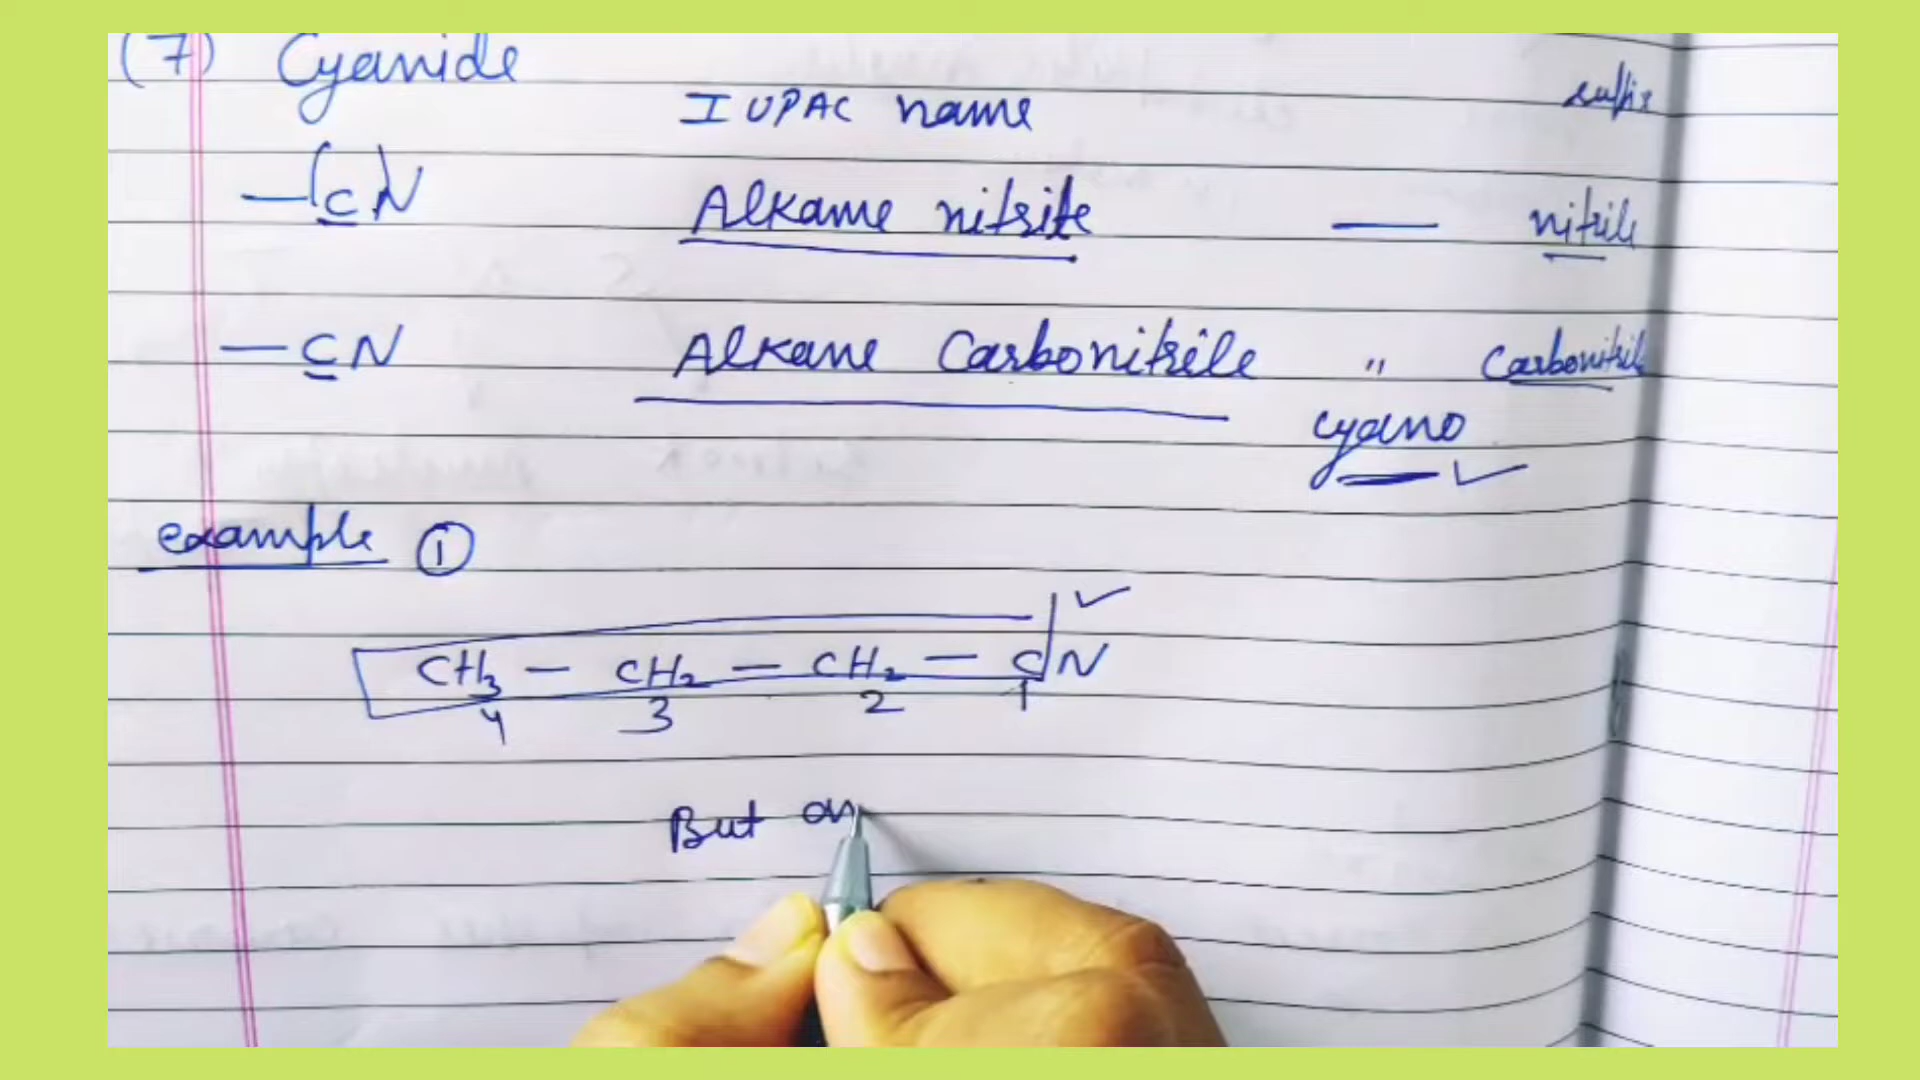 (7) Cyanide
IUPAC name suffix
—(C)N Alkane nitrite — nitrile
—CN Alkane Carbonitrile " Carbonitrile
cyano ✓
example ①
CH3 — CH2 — CH2 — CN ✓
4 3 2 1
But an